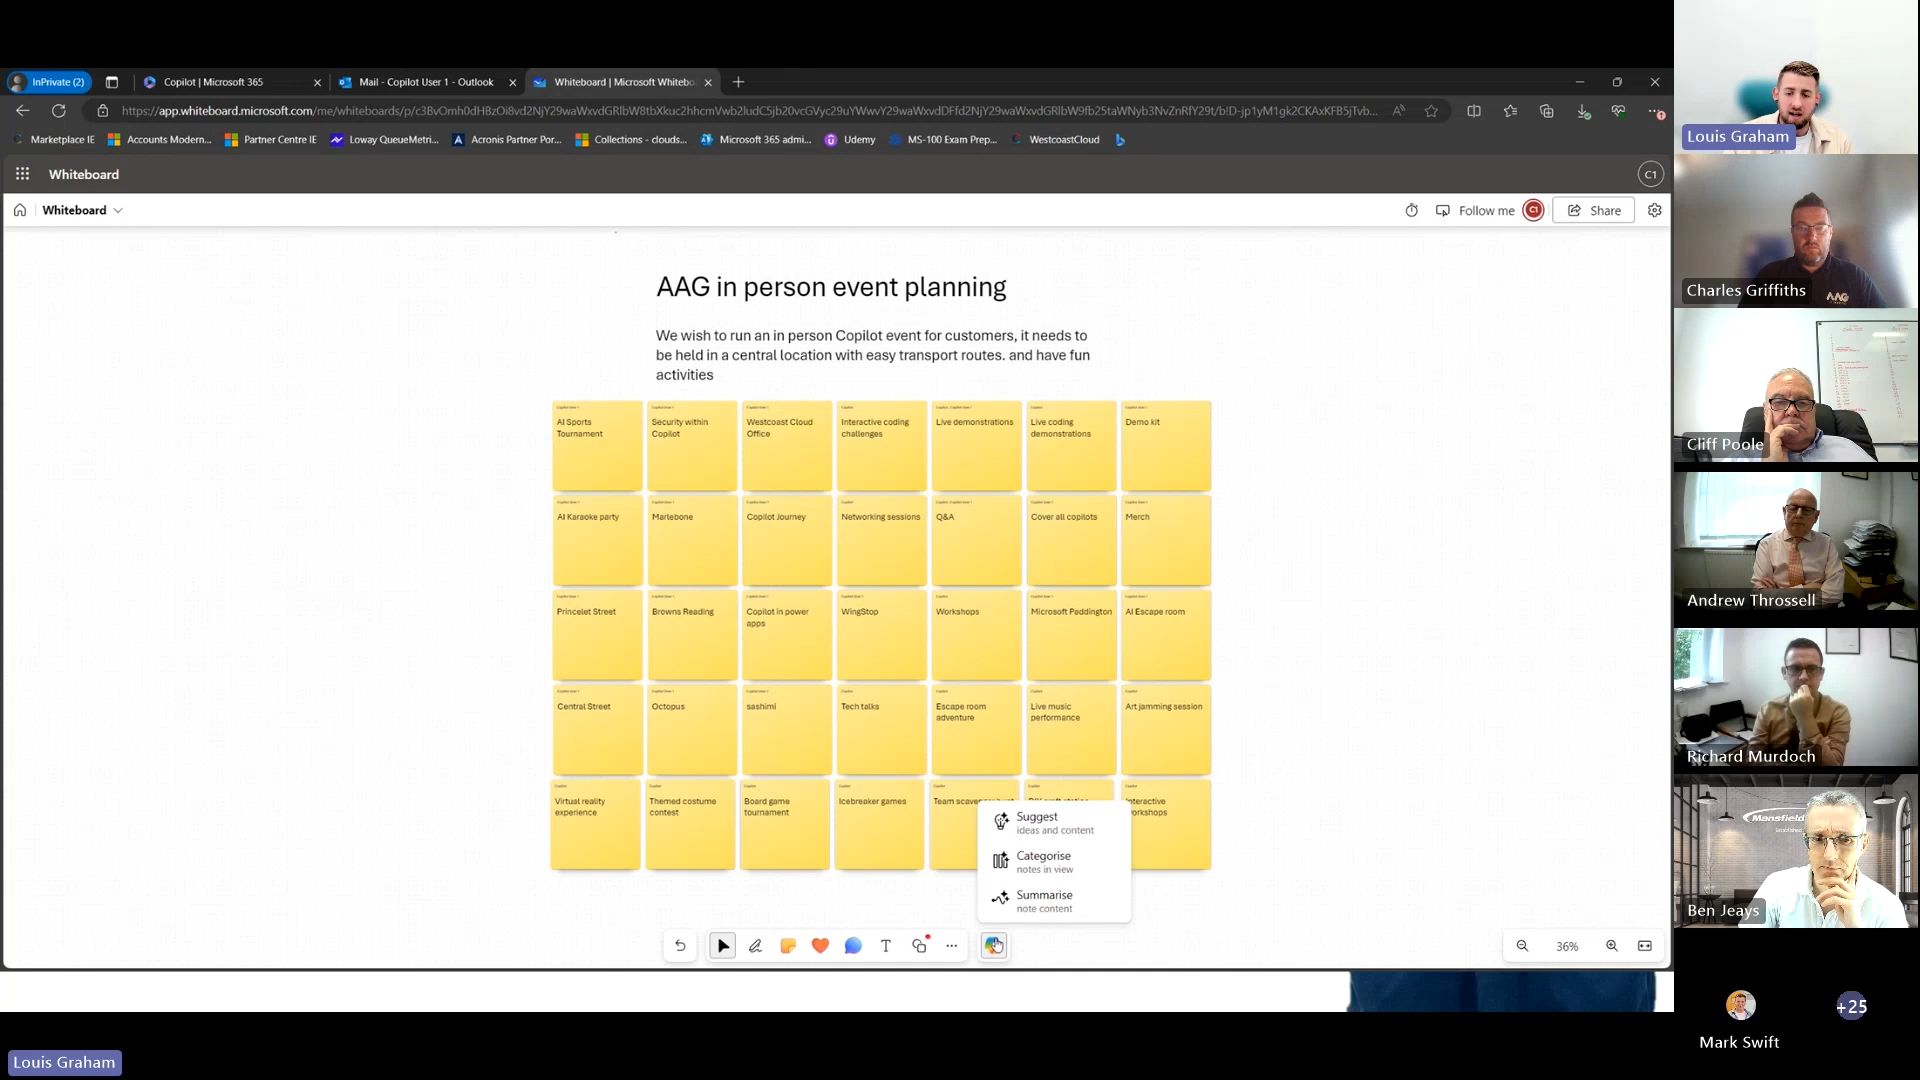 InPrivate (2)
Copilot | Microsoft 365
Mail - Copilot User 1 - Outlook
Whiteboard | Microsoft Whitebo
https://app.whiteboard.microsoft.com/me/whiteboards/p/
Marketplace IE
Accounts Modern...
Partner Centre IE
Loway QueueMetri...
Acronis Partner Por...
Collections - clouds...
Microsoft 365 admi...
Udemy
MS-100 Exam Prep...
WestcoastCloud
Whiteboard
C1
Whiteboard
Follow me
C1
Share
AAG in person event planning
We wish to run an in person Copilot event for customers, it needs to
be held in a central location with easy transport routes. and have fun
activities
AI Sports
Tournament
Security within
Copilot
Westcoast Cloud
Office
Interactive coding
challenges
Live demonstrations
Live coding
demonstrations
Demo kit
AI Karaoke party
Marlebone
Copilot Journey
Networking sessions
Q&A
Cover all copilots
Merch
Princelet Street
Browns Reading
Copilot in power
apps
WingStop
Workshops
Microsoft Paddington
AI Escape room
Central Street
Octopus
sashimi
Tech talks
Escape room
adventure
Live music
performance
Art jamming session
Virtual reality
experience
Themed costume
contest
Board game
tournament
Icebreaker games
Team
Interactive
workshops
Suggest
ideas and content
Categorise
notes in view
Summarise
note content
T
36%
Louis Graham
Charles Griffiths
AAG
Cliff Poole
Andrew Throssell
Richard Murdoch
Mansfield
Ben Jeays
+25
Mark Swift
Louis Graham